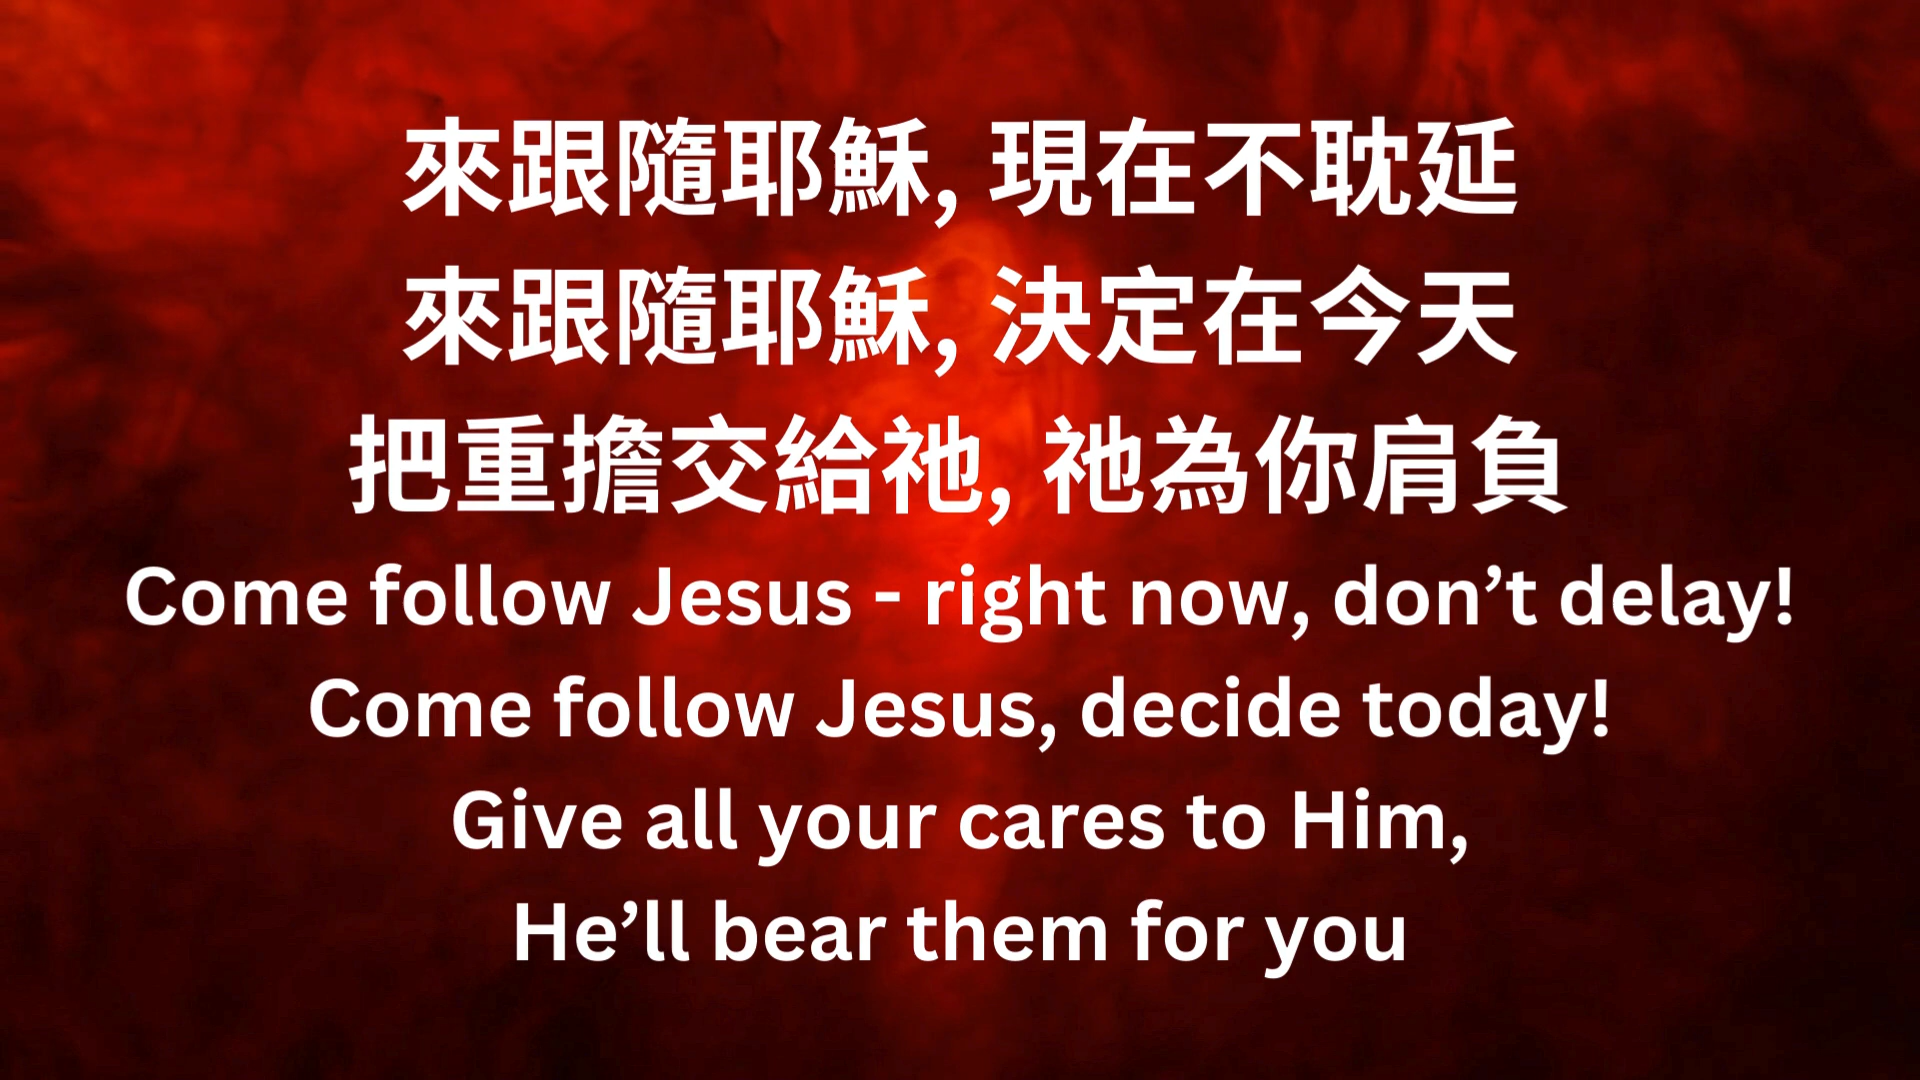 來跟隨耶穌, 現在不耽延
來跟隨耶穌, 決定在今天
把重擔交給祂, 祂為你肩負
Come follow Jesus - right now, don’t delay!
Come follow Jesus, decide today!
Give all your cares to Him,
He’ll bear them for you